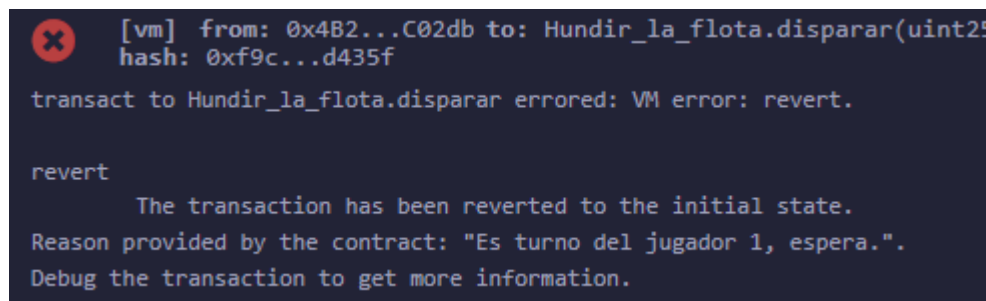 [vm] from: 0x4B2...C02db to: Hundir_la_flota.disparar(uint25
hash: 0xf9c...d435f
transact to Hundir_la_flota.disparar errored: VM error: revert.
revert
The transaction has been reverted to the initial state.
Reason provided by the contract: "Es turno del jugador 1, espera.".
Debug the transaction to get more information.